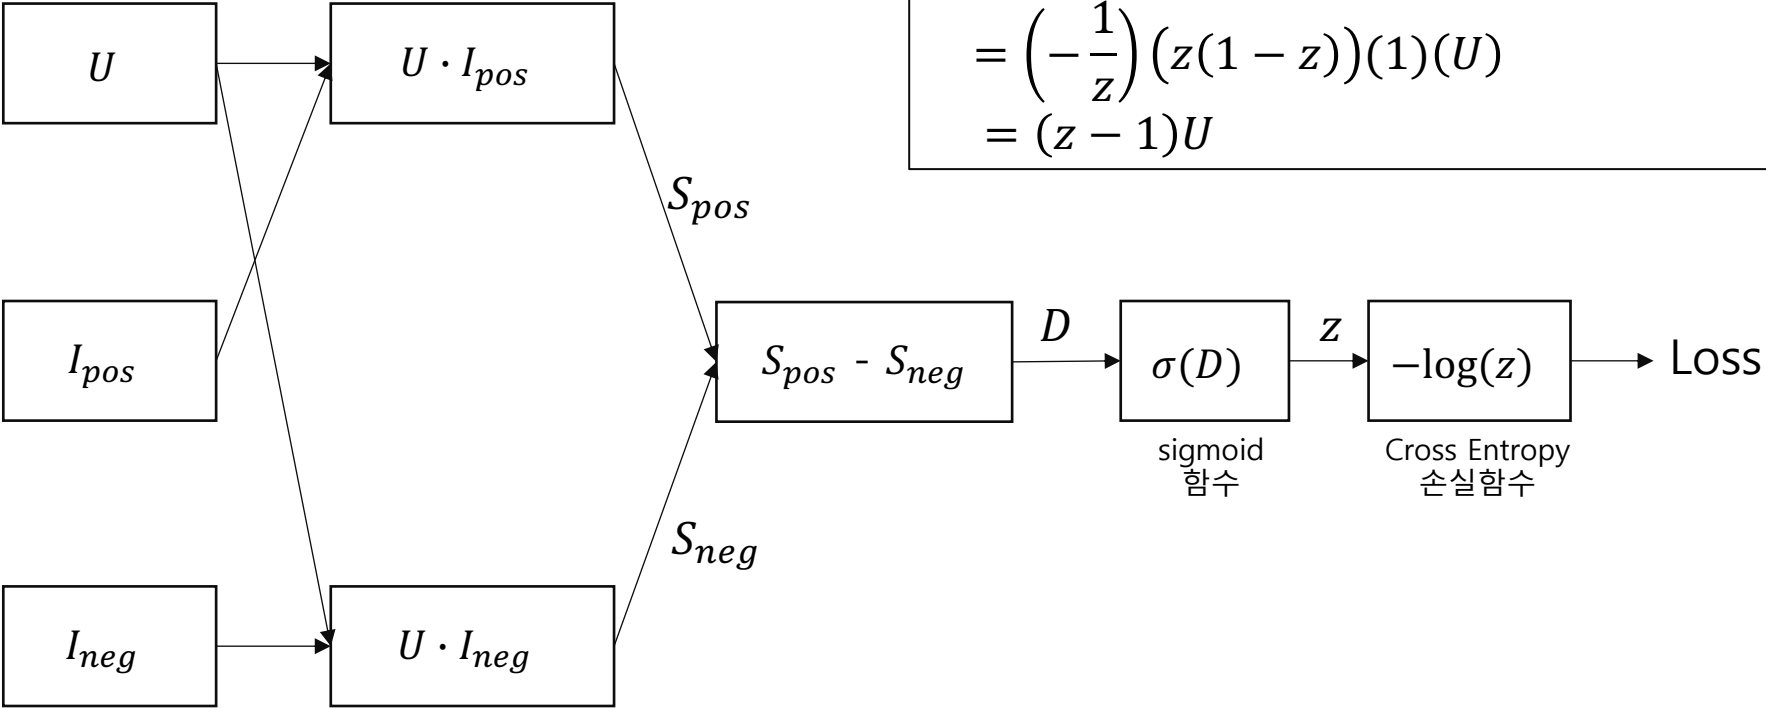 U
U · I_pos
= (−1/z)(z(1 − z))(1)(U)
= (z − 1)U
S_pos
I_pos
S_pos - S_neg
D
σ(D)
z
−log(z)
Loss
sigmoid
함수
Cross Entropy
손실함수
S_neg
I_neg
U · I_neg